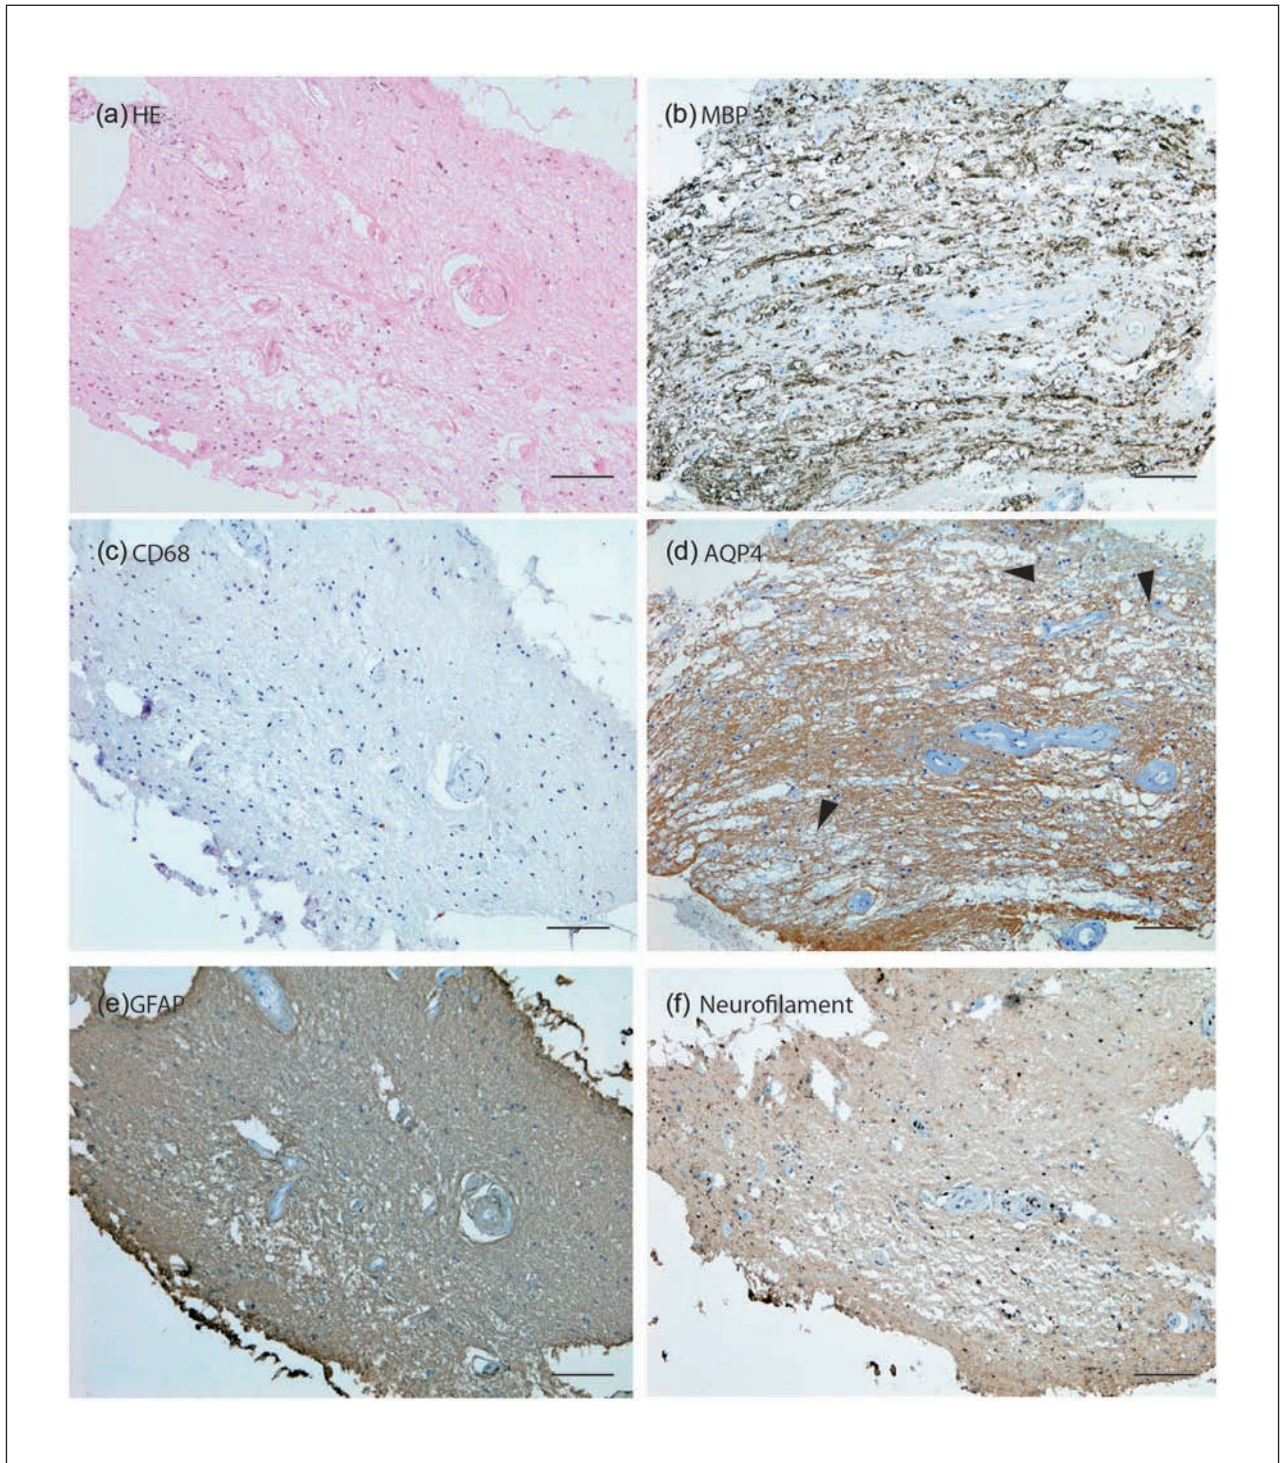 (a) HE
(b) MBP
(c) CD68
(d) AQP4
(e) GFAP
(f) Neurofilament